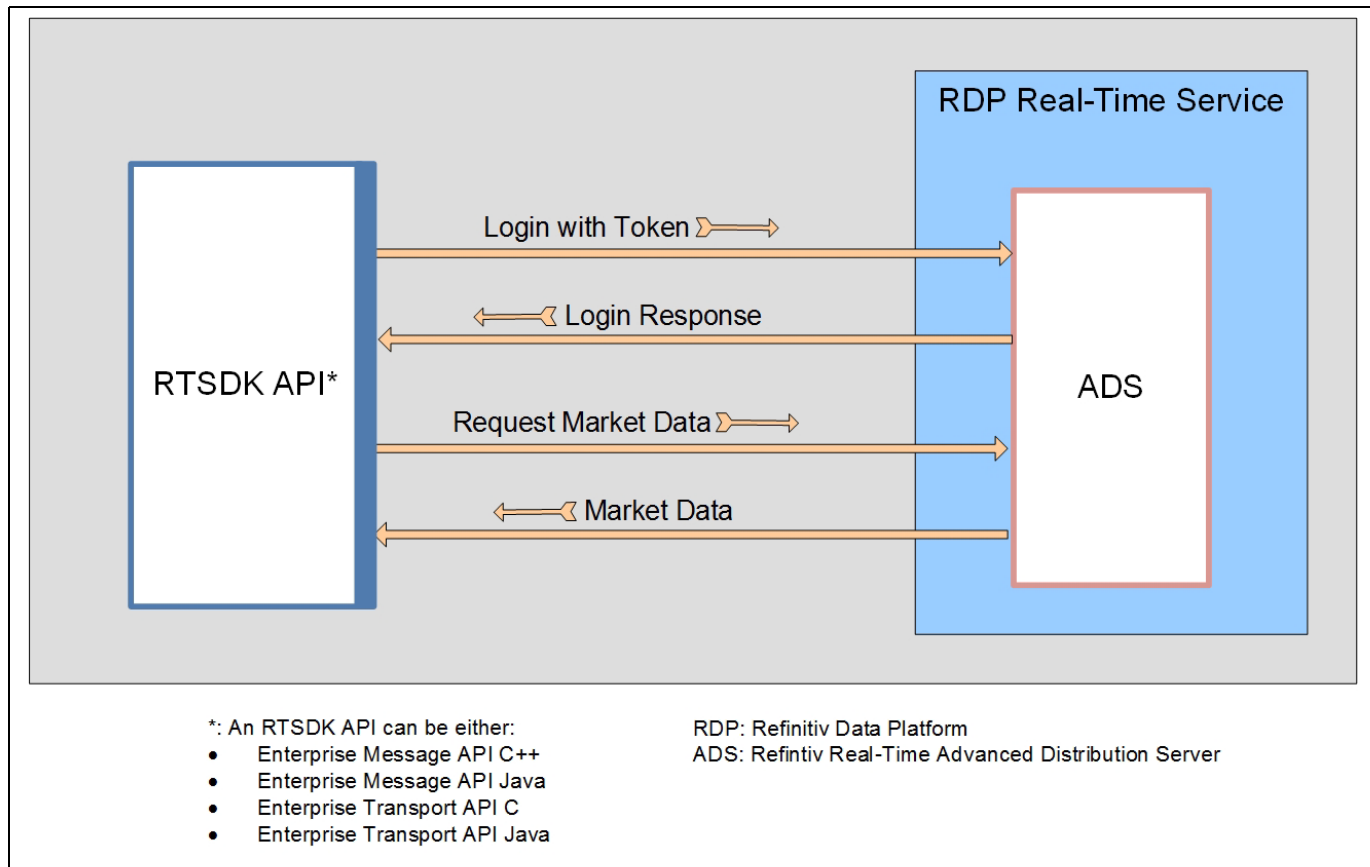 RDP Real-Time Service
Login with Token
Login Response
RTSDK API*
ADS
Request Market Data
Market Data
*: An RTSDK API can be either:
• Enterprise Message API C++
• Enterprise Message API Java
• Enterprise Transport API C
• Enterprise Transport API Java
RDP: Refinitiv Data Platform
ADS: Refintiv Real-Time Advanced Distribution Server